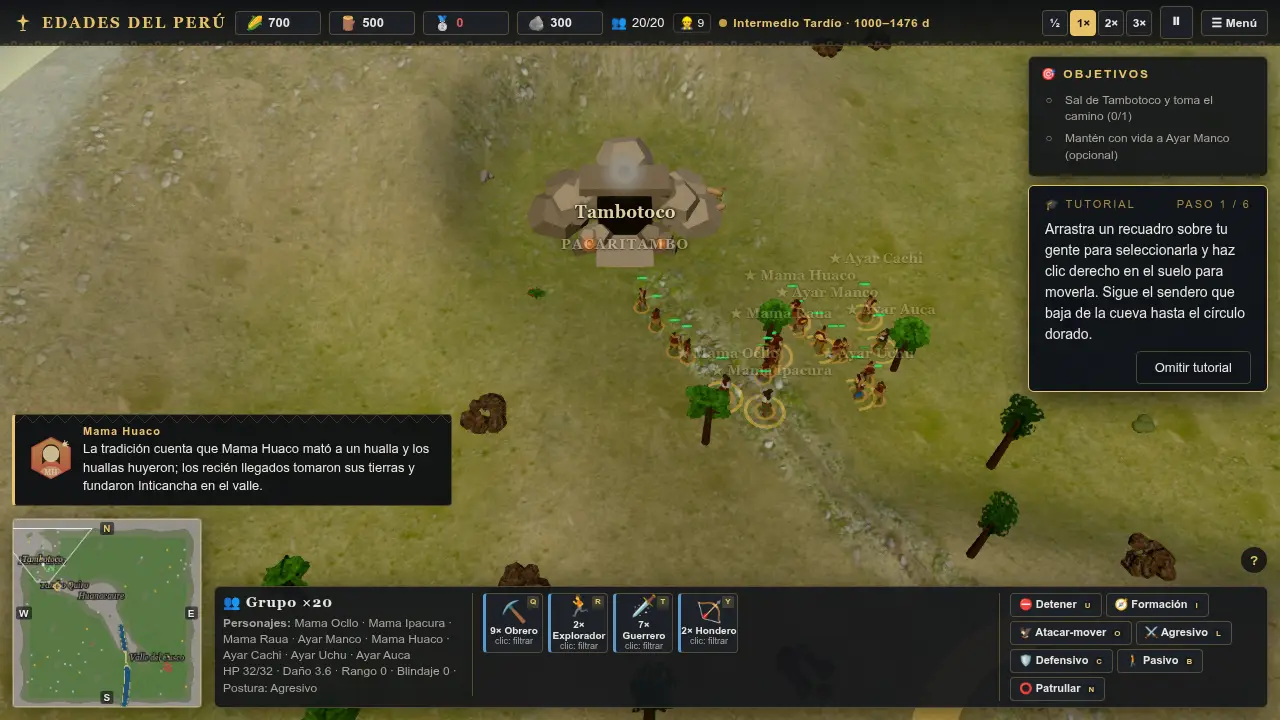 EDADES DEL PERÚ
700
500
0
300
20/20
9
Intermedio Tardío · 1000–1476 d
½
1×
2×
3×
⏸
☰ Menú
OBJETIVOS
Sal de Tambotoco y toma el
camino (0/1)
Mantén con vida a Ayar Manco
(opcional)
TUTORIAL
PASO 1 / 6
Arrastra un recuadro sobre tu
gente para seleccionarla y haz
clic derecho en el suelo para
moverla. Sigue el sendero que
baja de la cueva hasta el círculo
dorado.
Omitir tutorial
Tambotoco
PACARITAMBO
★ Ayar Cachi
★ Mama Huaco
★ Ayar Manco
★ Mama Raua
★ Ayar Auca
★ Mama Ocllo
★ Ayar Uchu
★ Mama Ipacura
Mama Huaco
MH
La tradición cuenta que Mama Huaco mató a un hualla y los
huallas huyeron; los recién llegados tomaron sus tierras y
fundaron Inticancha en el valle.
N
Tambotoco
Huanacaure
W
E
Valle del Cusco
S
?
Grupo ×20
Personajes: Mama Ocllo · Mama Ipacura ·
Mama Raua · Ayar Manco · Mama Huaco ·
Ayar Cachi · Ayar Uchu · Ayar Auca
HP 32/32 · Daño 3.6 · Rango 0 · Blindaje 0 ·
Postura: Agresivo
Q
9× Obrero
clic: filtrar
R
2×
Explorador
clic: filtrar
T
7×
Guerrero
clic: filtrar
Y
2× Hondero
clic: filtrar
Detener U
Formación I
Atacar-mover O
Agresivo L
Defensivo C
Pasivo B
Patrullar N